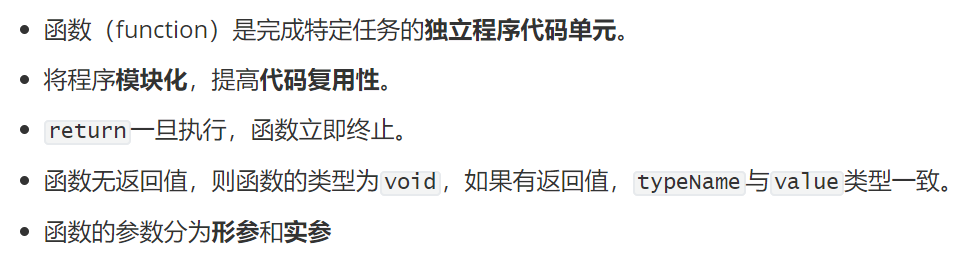 函数（function）是完成特定任务的独立程序代码单元。
将程序模块化，提高代码复用性。
return一旦执行，函数立即终止。
函数无返回值，则函数的类型为void，如果有返回值，typeName与value类型一致。
函数的参数分为形参和实参